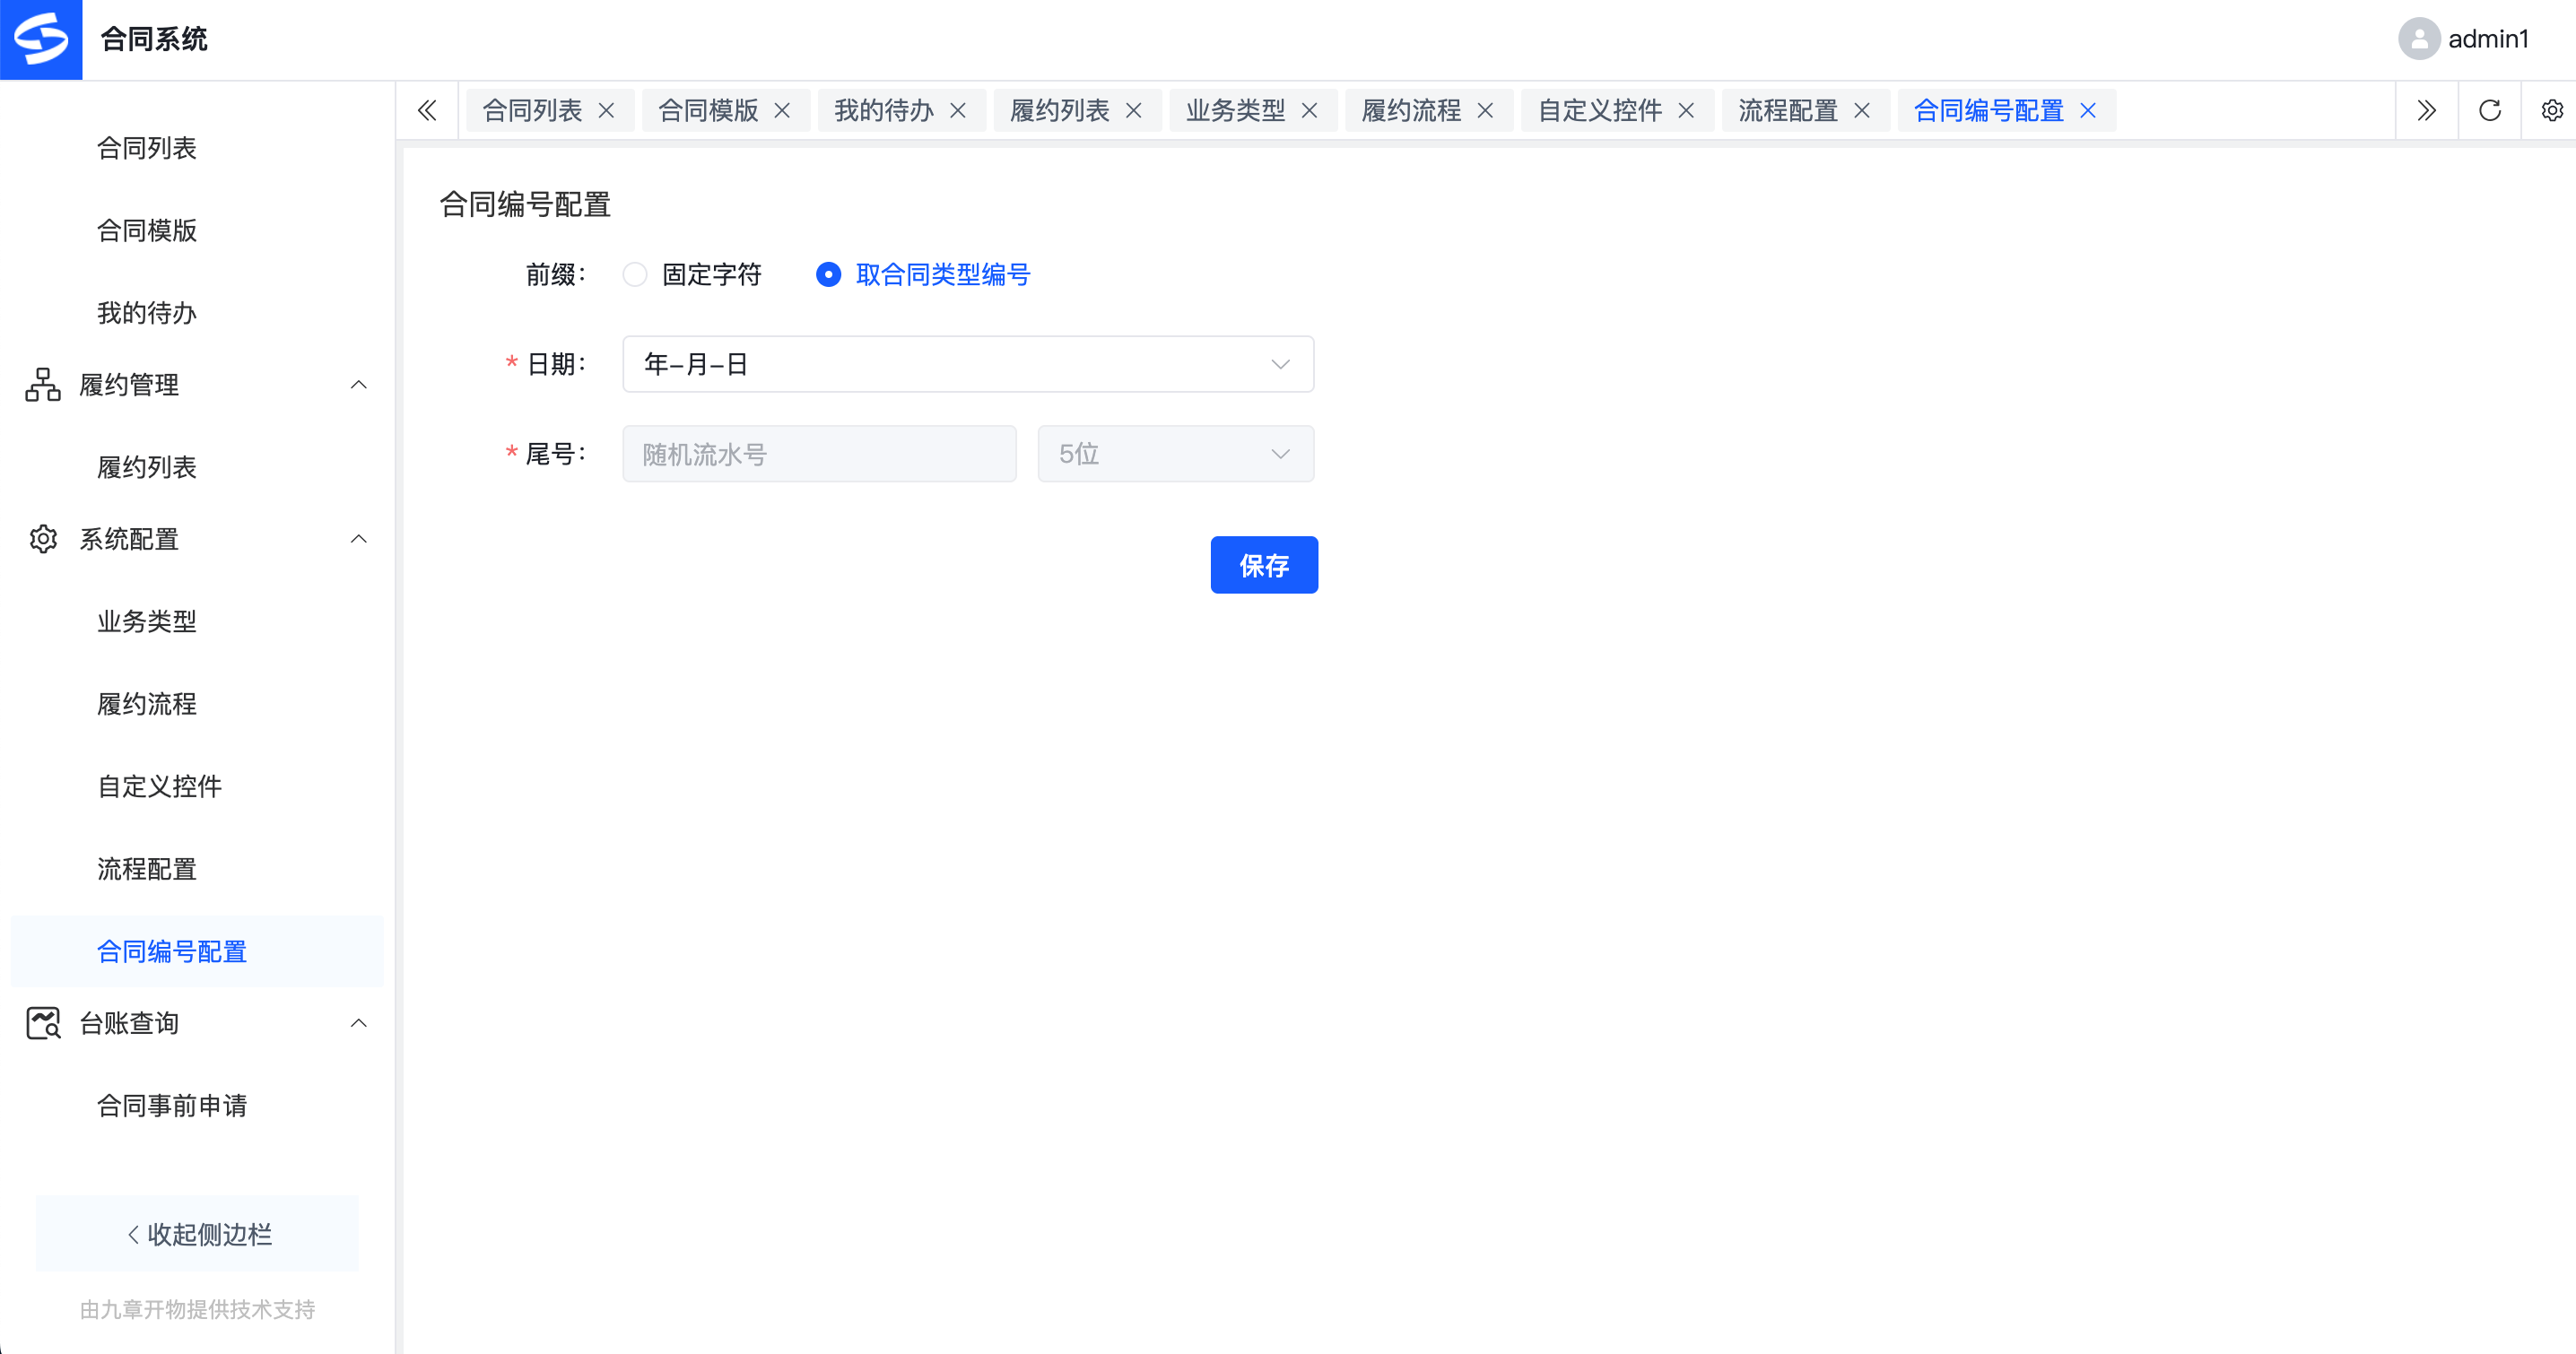 合同系统
admin1
合同列表
合同模版
我的待办
履约管理
履约列表
系统配置
业务类型
履约流程
自定义控件
流程配置
合同编号配置
台账查询
合同事前申请
收起侧边栏
由九章开物提供技术支持
合同列表 合同模版 我的待办 履约列表 业务类型 履约流程 自定义控件 流程配置 合同编号配置
合同编号配置
前缀： 固定字符 取合同类型编号
* 日期： 年-月-日
* 尾号： 随机流水号 5位
保存